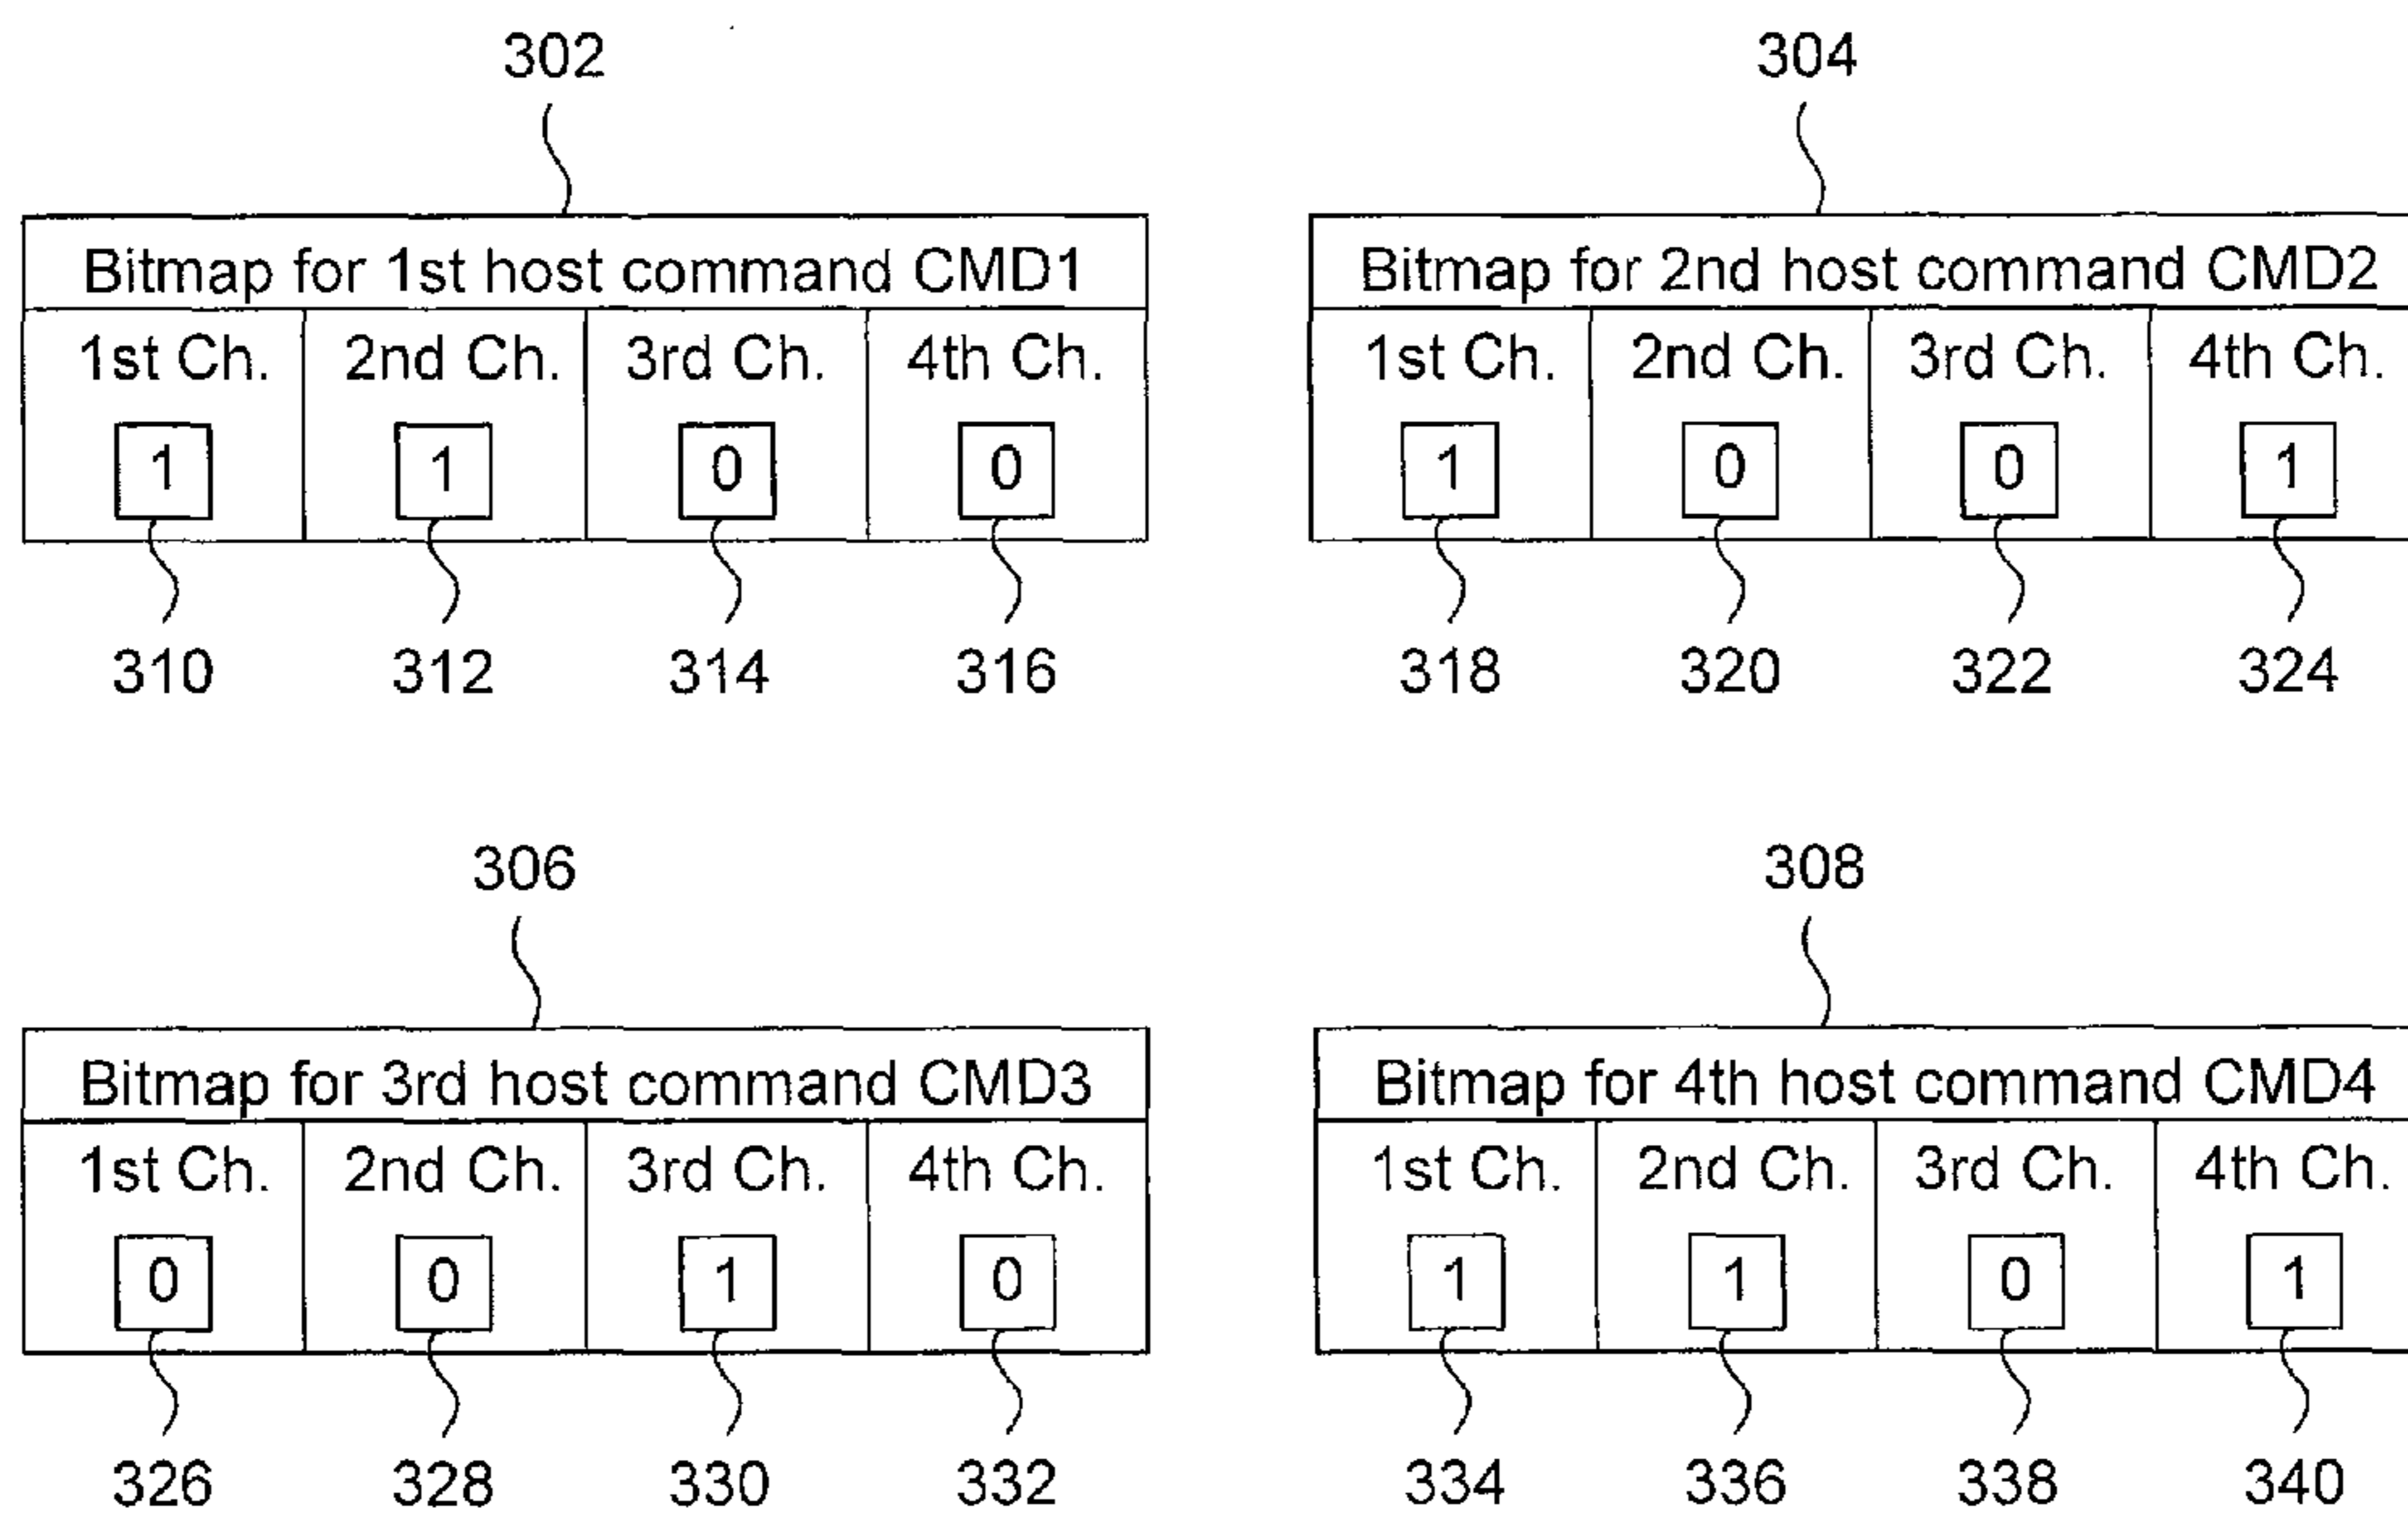 302 304
Bitmap for 1st host command CMD1 Bitmap for 2nd host command CMD2
1st Ch. 2nd Ch. 3rd Ch. 4th Ch. 1st Ch. 2nd Ch. 3rd Ch. 4th Ch.
1 1 0 0 1 0 0 1
310 312 314 316 318 320 322 324
306 308
Bitmap for 3rd host command CMD3 Bitmap for 4th host command CMD4
1st Ch. 2nd Ch. 3rd Ch. 4th Ch. 1st Ch. 2nd Ch. 3rd Ch. 4th Ch.
0 0 1 0 1 1 0 1
326 328 330 332 334 336 338 340